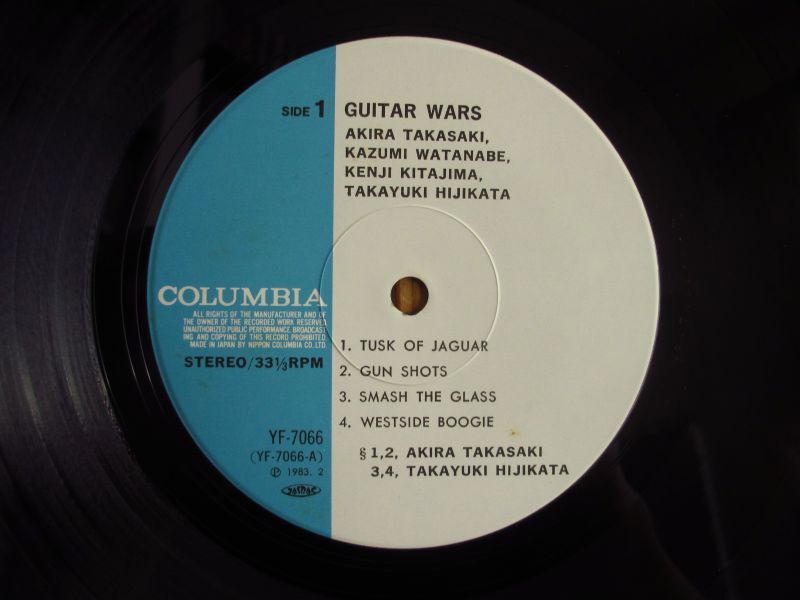 SIDE 1
GUITAR WARS
AKIRA TAKASAKI,
KAZUMI WATANABE,
KENJI KITAJIMA,
TAKAYUKI HIJIKATA
COLUMBIA
ALL RIGHTS OF THE MANUFACTURER AND OF
THE OWNER OF THE RECORDED WORK RESERVED
UNAUTHORIZED PUBLIC PERFORMANCE BROADCAST
ING AND COPYING OF THIS RECORD PROHIBITED.
MADE IN JAPAN BY NIPPON COLUMBIA CO. LTD.
STEREO/33⅓RPM
1. TUSK OF JAGUAR
2. GUN SHOTS
3. SMASH THE GLASS
4. WESTSIDE BOOGIE
§ 1,2, AKIRA TAKASAKI
3,4, TAKAYUKI HIJIKATA
YF-7066
(YF-7066-A)
℗ 1983. 2